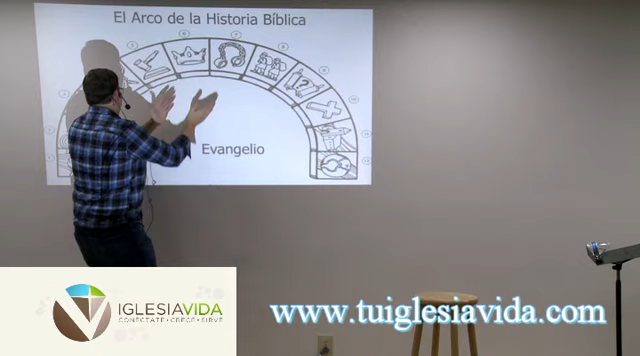 El Arco de la Historia Bíblica
Evangelio
IGLESIAVIDA
CONÉCTATE • CRECE • SIRVE
www.tuiglesiavida.com